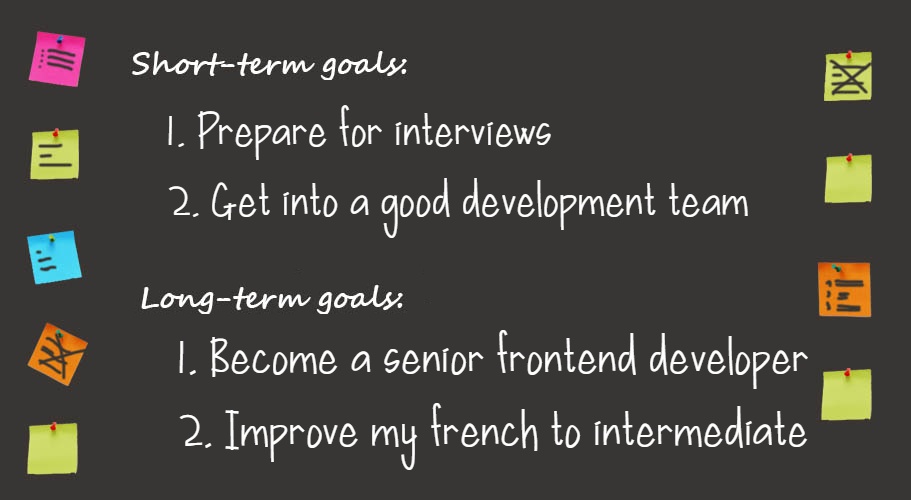 Short-term goals:
1. Prepare for interviews
2. Get into a good development team
Long-term goals:
1. Become a senior frontend developer
2. Improve my french to intermediate